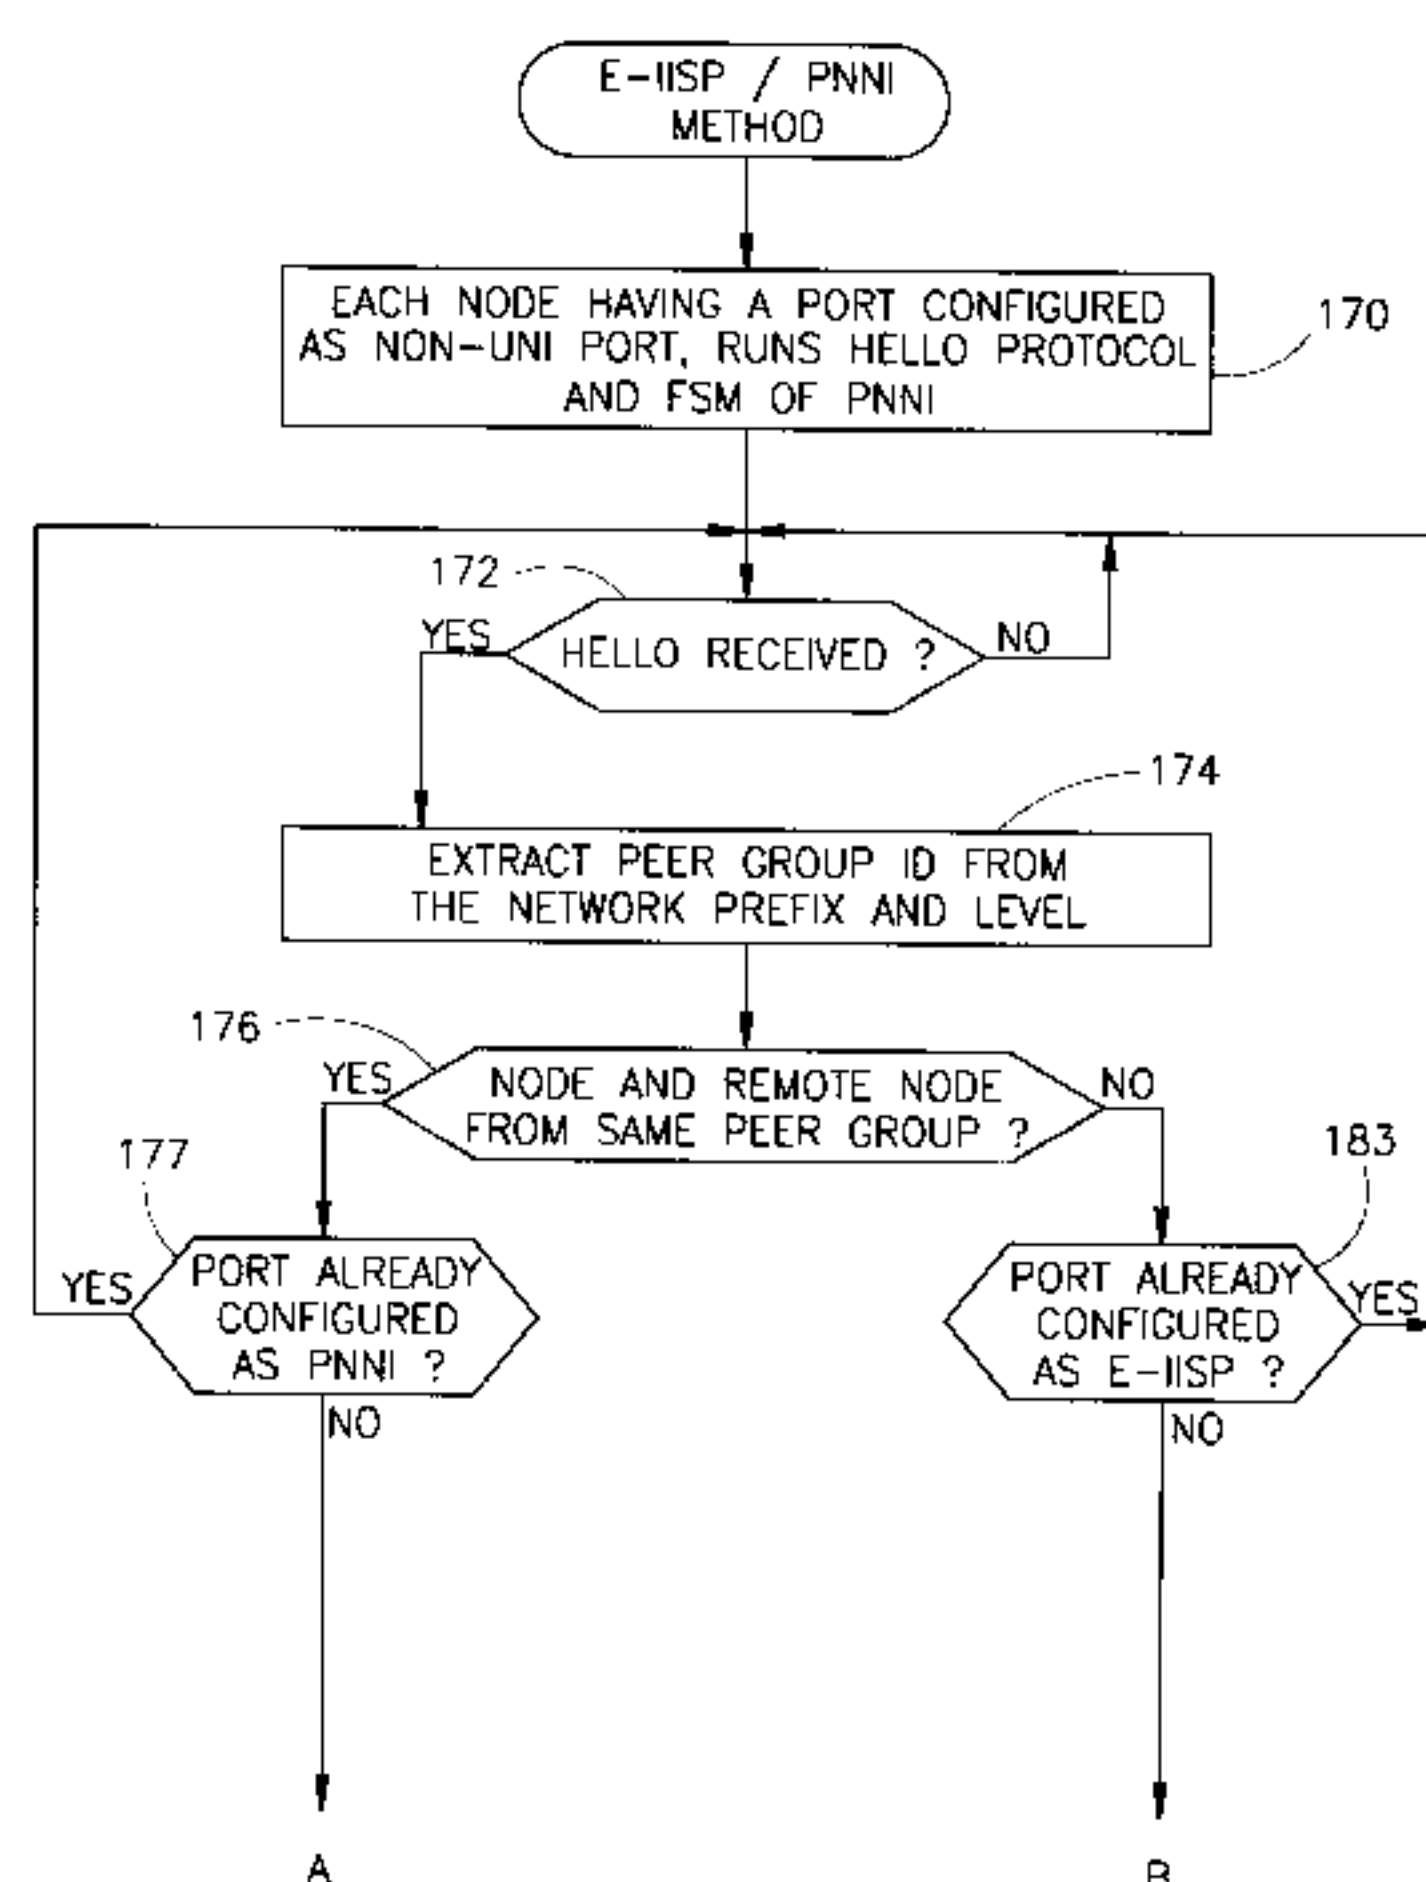 E-IISP / PNNI
METHOD
EACH NODE HAVING A PORT CONFIGURED
AS NON-UNI PORT, RUNS HELLO PROTOCOL
AND FSM OF PNNI
170
172
YES
HELLO RECEIVED ?
NO
174
EXTRACT PEER GROUP ID FROM
THE NETWORK PREFIX AND LEVEL
176
YES
NODE AND REMOTE NODE
FROM SAME PEER GROUP ?
NO
177
183
YES
PORT ALREADY
CONFIGURED
AS PNNI ?
NO
PORT ALREADY
CONFIGURED
AS E-IISP ?
YES
NO
A
B